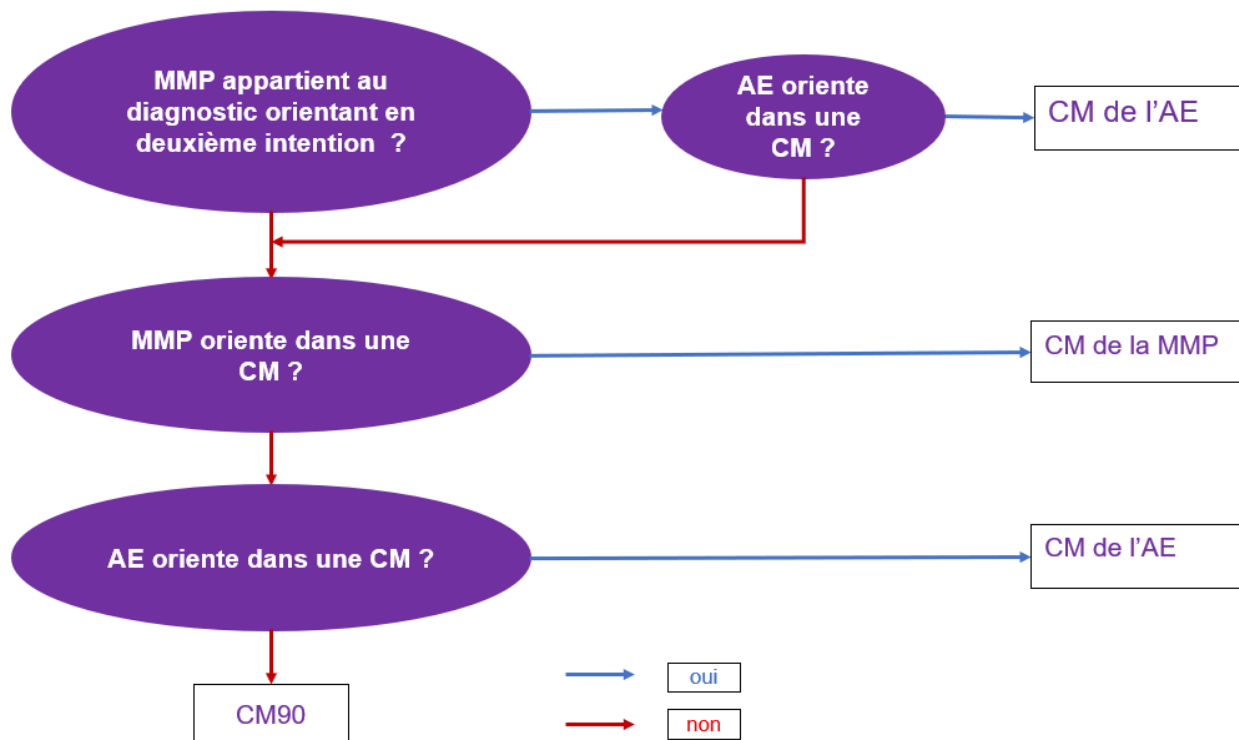 MMP appartient au
diagnostic orientant en
deuxième intention  ?
AE oriente
dans une
CM ?
CM de l’AE
MMP oriente dans une
CM ?
CM de la MMP
AE oriente dans une CM ?
CM de l’AE
CM90
oui
non